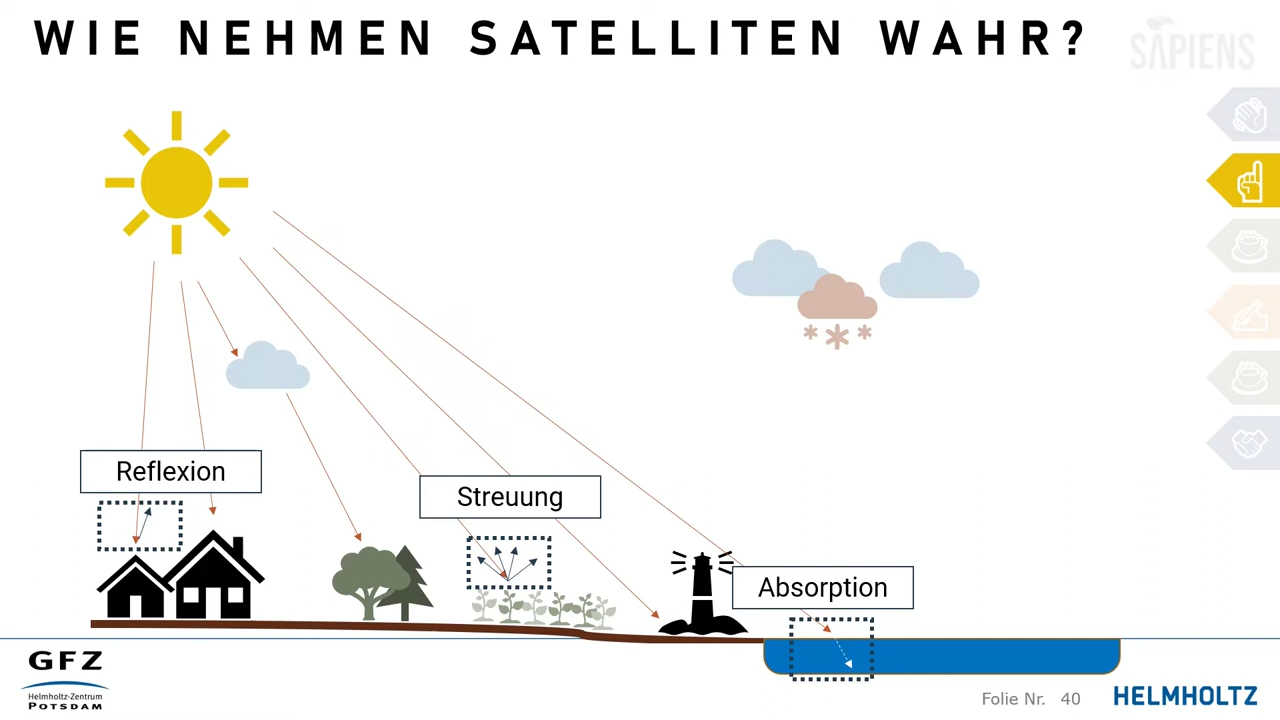 WIE NEHMEN SATELLITEN WAHR?
SAPIENS
Reflexion
Streuung
Absorption
GFZ
Helmholtz-Zentrum
POTSDAM
Folie Nr. 40
HELMHOLTZ